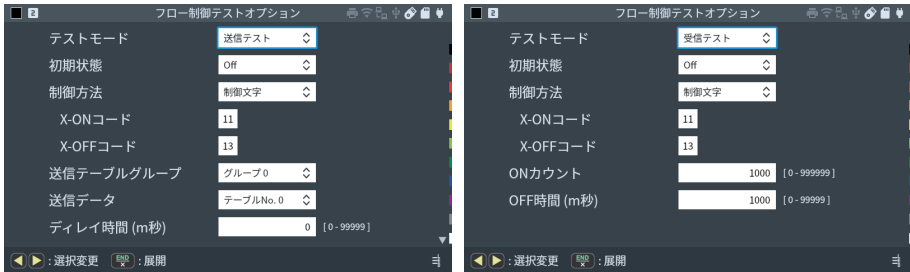 2 フロー制御テストオプション
テストモード 送信テスト
初期状態 Off
制御方法 制御文字
X-ONコード 11
X-OFFコード 13
送信テーブルグループ グループ 0
送信データ テーブルNo. 0
ディレイ時間 (m秒) 0 [ 0 - 99999 ]
: 選択変更 END × : 展開
2 フロー制御テストオプション
テストモード 受信テスト
初期状態 Off
制御方法 制御文字
X-ONコード 11
X-OFFコード 13
ONカウント 1000 [ 0 - 999999 ]
OFF時間 (m秒) 1000 [ 0 - 99999 ]
: 選択変更 END × : 展開